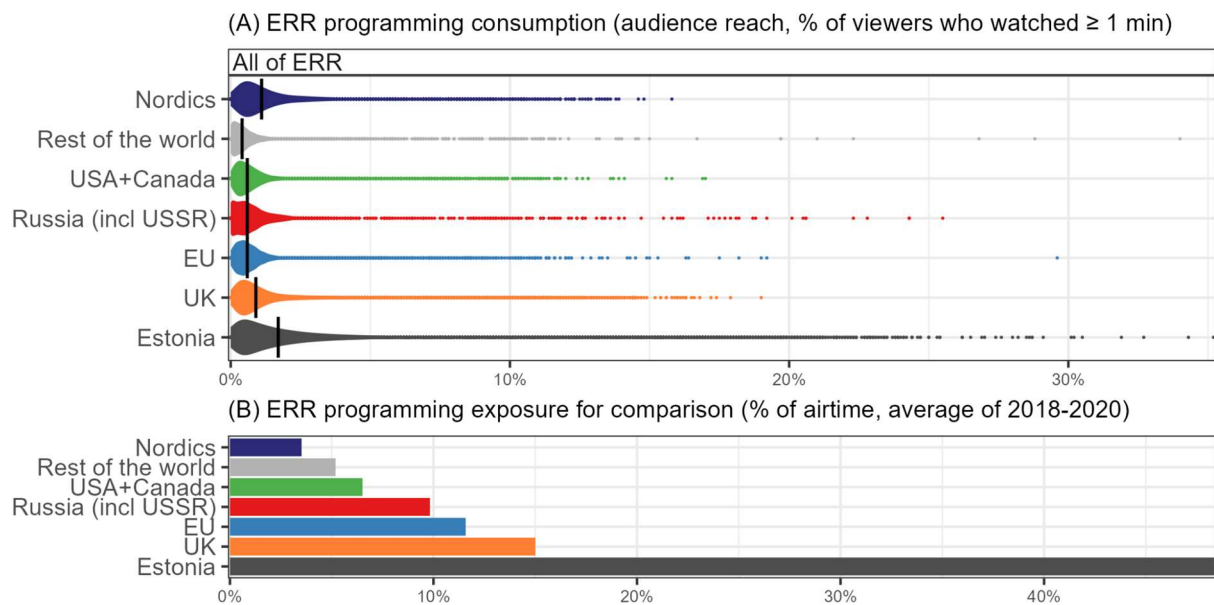 (A) ERR programming consumption (audience reach, % of viewers who watched ≥ 1 min)
All of ERR
Nordics
Rest of the world
USA+Canada
Russia (incl USSR)
EU
UK
Estonia
0% 10% 20% 30%
(B) ERR programming exposure for comparison (% of airtime, average of 2018-2020)
Nordics
Rest of the world
USA+Canada
Russia (incl USSR)
EU
UK
Estonia
0% 10% 20% 30% 40%